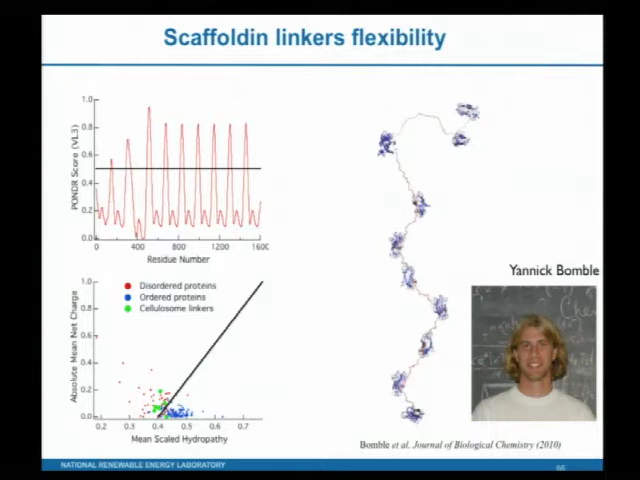 Scaffoldin linkers flexibility
PONDR Score (VL3)
1.0
0.8
0.6
0.4
0.2
0.0
0 400 800 1200 1600
Residue Number
Absolute Mean Net Charge
1.0
0.8
0.6
0.4
0.2
0.0
Disordered proteins
Ordered proteins
Cellulosome linkers
0.2 0.3 0.4 0.5 0.6 0.7
Mean Scaled Hydropathy
Yannick Bomble
Bomble et al. Journal of Biological Chemistry (2010)
NATIONAL RENEWABLE ENERGY LABORATORY